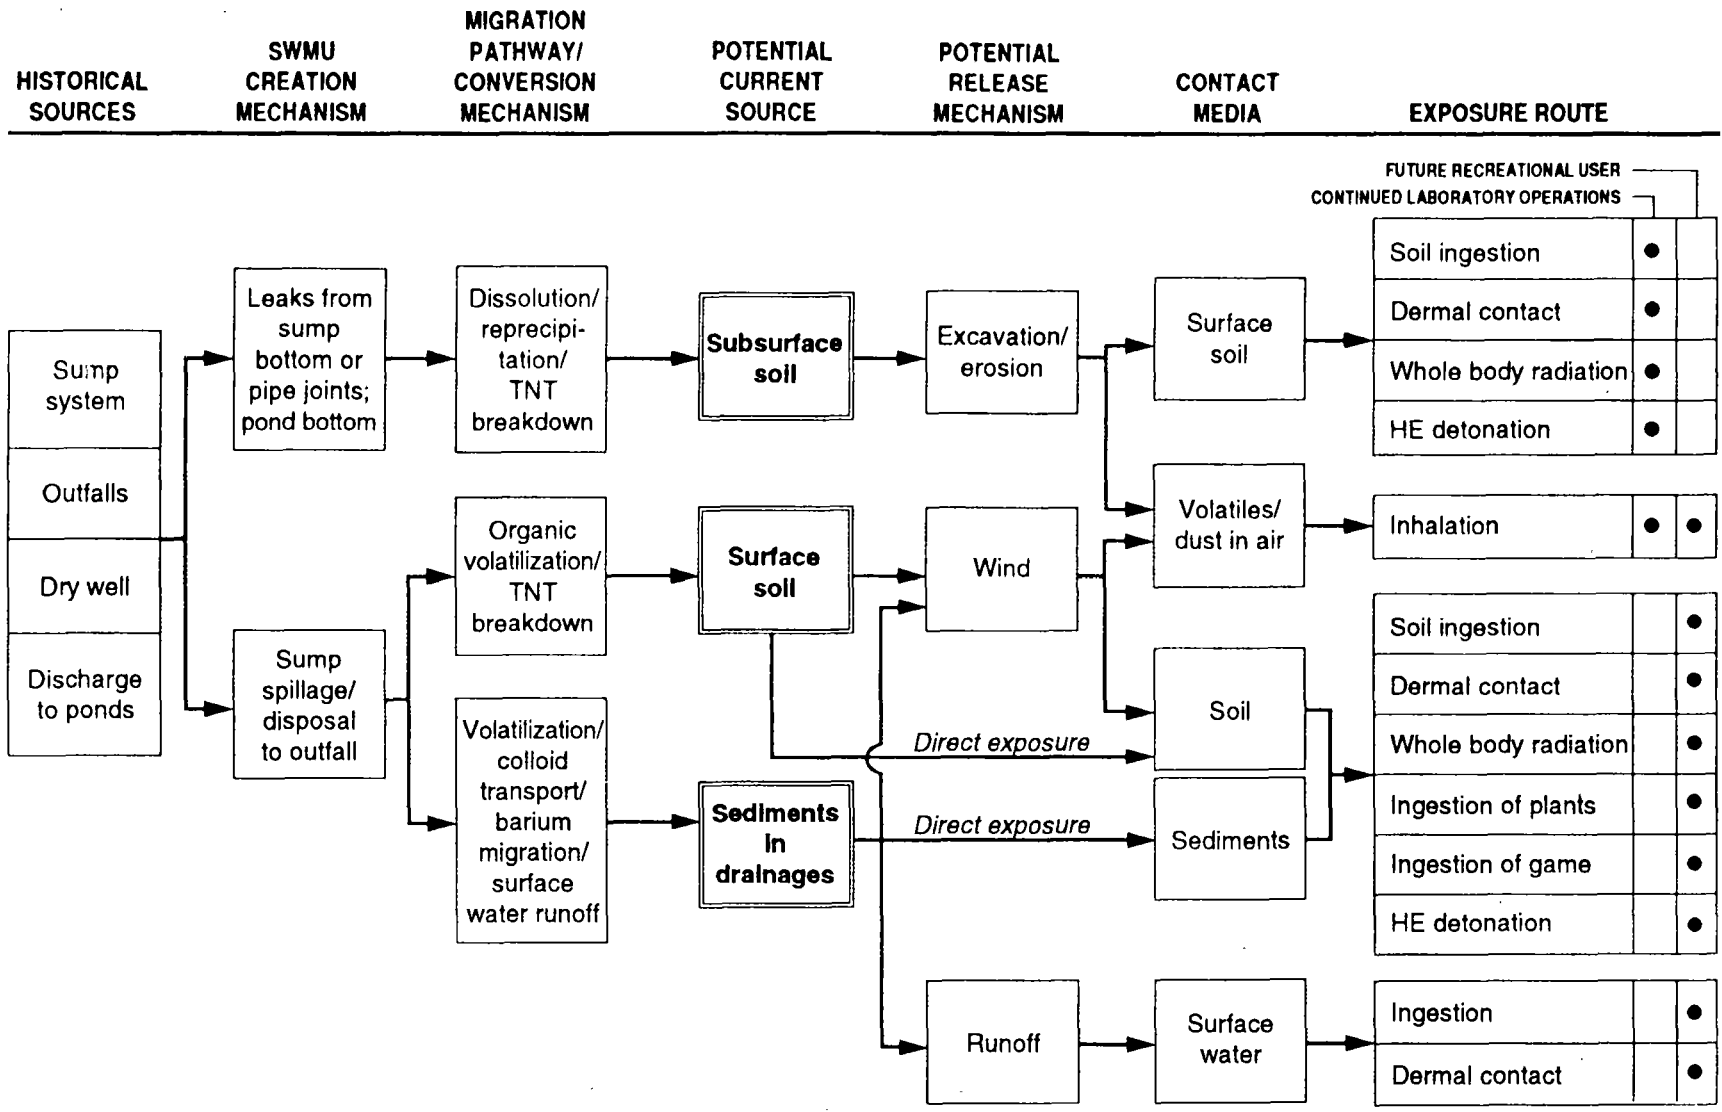 HISTORICAL
SOURCES
SWMU
CREATION
MECHANISM
MIGRATION
PATHWAY/
CONVERSION
MECHANISM
POTENTIAL
CURRENT
SOURCE
POTENTIAL
RELEASE
MECHANISM
CONTACT
MEDIA
EXPOSURE ROUTE
FUTURE RECREATIONAL USER
CONTINUED LABORATORY OPERATIONS
Sump
system
Outfalls
Dry well
Discharge
to ponds
Leaks from
sump
bottom or
pipe joints;
pond bottom
Sump
spillage/
disposal
to outfall
Dissolution/
reprecipi-
tation/
TNT
breakdown
Organic
volatilization/
TNT
breakdown
Volatilization/
colloid
transport/
barium
migration/
surface
water runoff
Subsurface
soil
Surface
soil
Sediments
in
drainages
Excavation/
erosion
Wind
Direct exposure
Direct exposure
Runoff
Surface
soil
Volatiles/
dust in air
Soil
Sediments
Surface
water
Soil ingestion
Dermal contact
Whole body radiation
HE detonation
Inhalation
Soil ingestion
Dermal contact
Whole body radiation
Ingestion of plants
Ingestion of game
HE detonation
Ingestion
Dermal contact